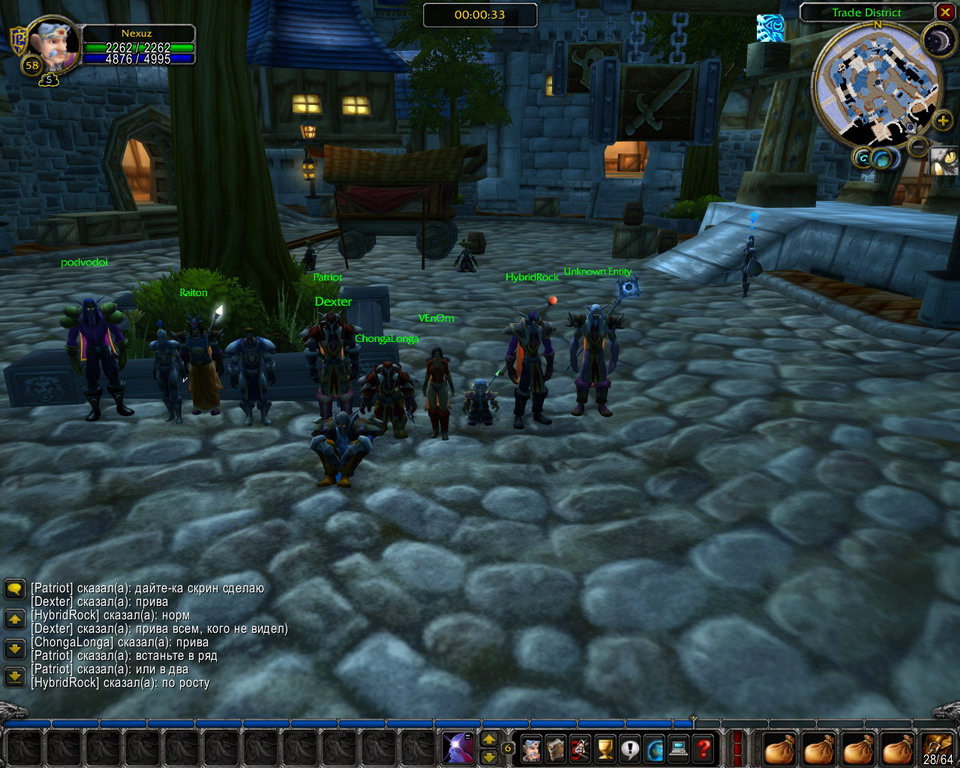 00:00:33
Trade District
N
Nexuz
2262 / 2262
4876 / 4995
58
5
podvodoi
Raiton
Patriot
Dexter
HybridRock
Unknown Entity
VEnOm
ChongaLonga
[Patriot] сказал(а): дайте-ка скрин сделаю
[Dexter] сказал(а): прива
[HybridRock] сказал(а): норм
[Dexter] сказал(а): прива всем, кого не видел)
[ChongaLonga] сказал(а): прива
[Patriot] сказал(а): встаньте в ряд
[Patriot] сказал(а): или в два
[HybridRock] сказал(а): по росту
6
28/64